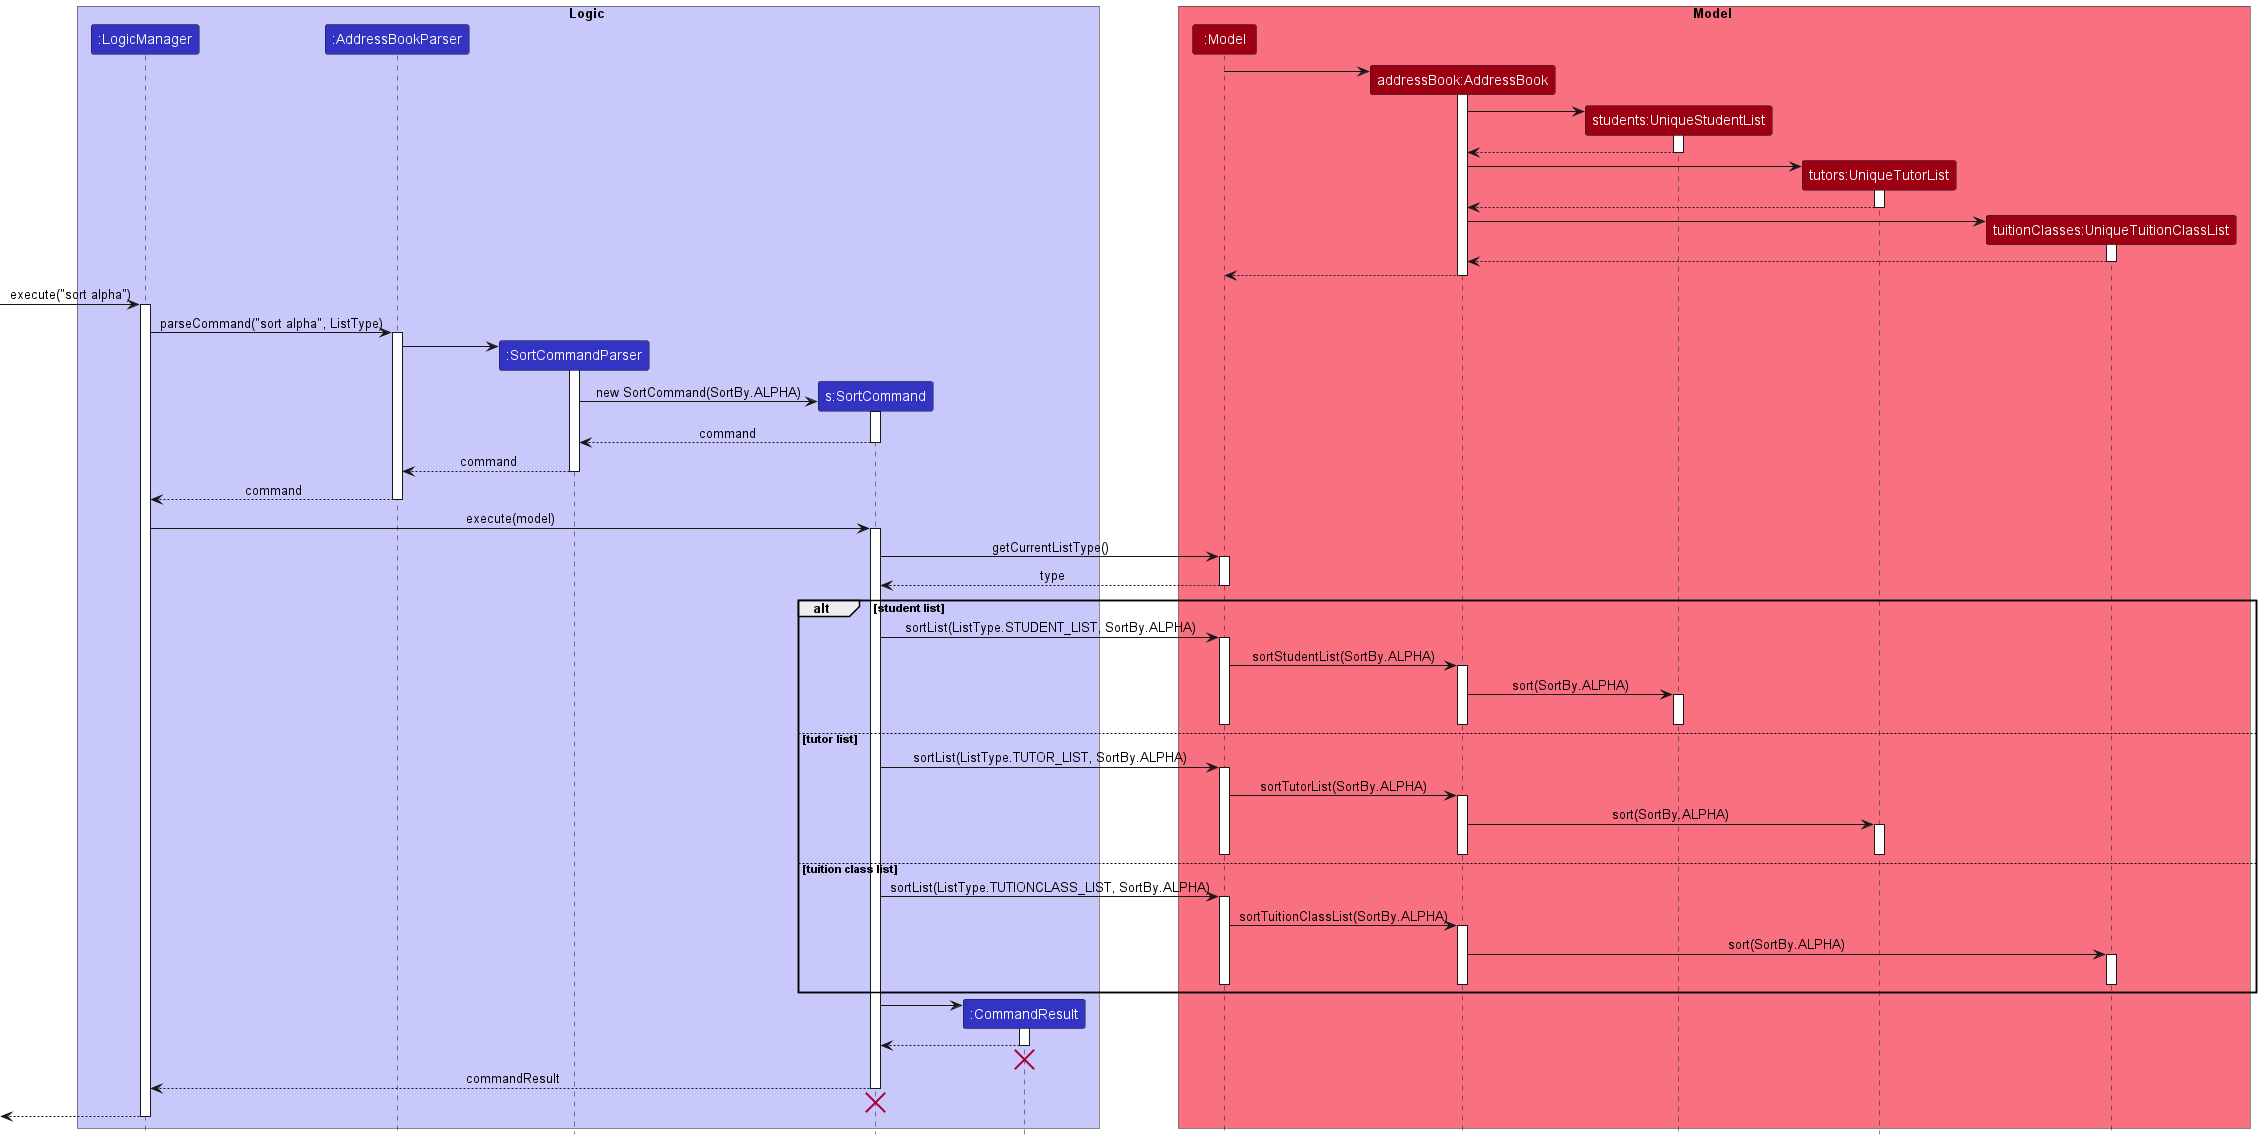 Logic
Model
:LogicManager
:AddressBookParser
:Model
addressBook:AddressBook
students:UniqueStudentList
tutors:UniqueTutorList
tuitionClasses:UniqueTuitionClassList
execute("sort alpha")
parseCommand("sort alpha", ListType)
:SortCommandParser
new SortCommand(SortBy.ALPHA)
s:SortCommand
command
command
command
execute(model)
getCurrentListType()
type
alt
[student list]
sortList(ListType.STUDENT_LIST, SortBy.ALPHA)
sortStudentList(SortBy.ALPHA)
sort(SortBy.ALPHA)
[tutor list]
sortList(ListType.TUTOR_LIST, SortBy.ALPHA)
sortTutorList(SortBy.ALPHA)
sort(SortBy.ALPHA)
[tuition class list]
sortList(ListType.TUTIONCLASS_LIST, SortBy.ALPHA)
sortTuitionClassList(SortBy.ALPHA)
sort(SortBy.ALPHA)
:CommandResult
commandResult